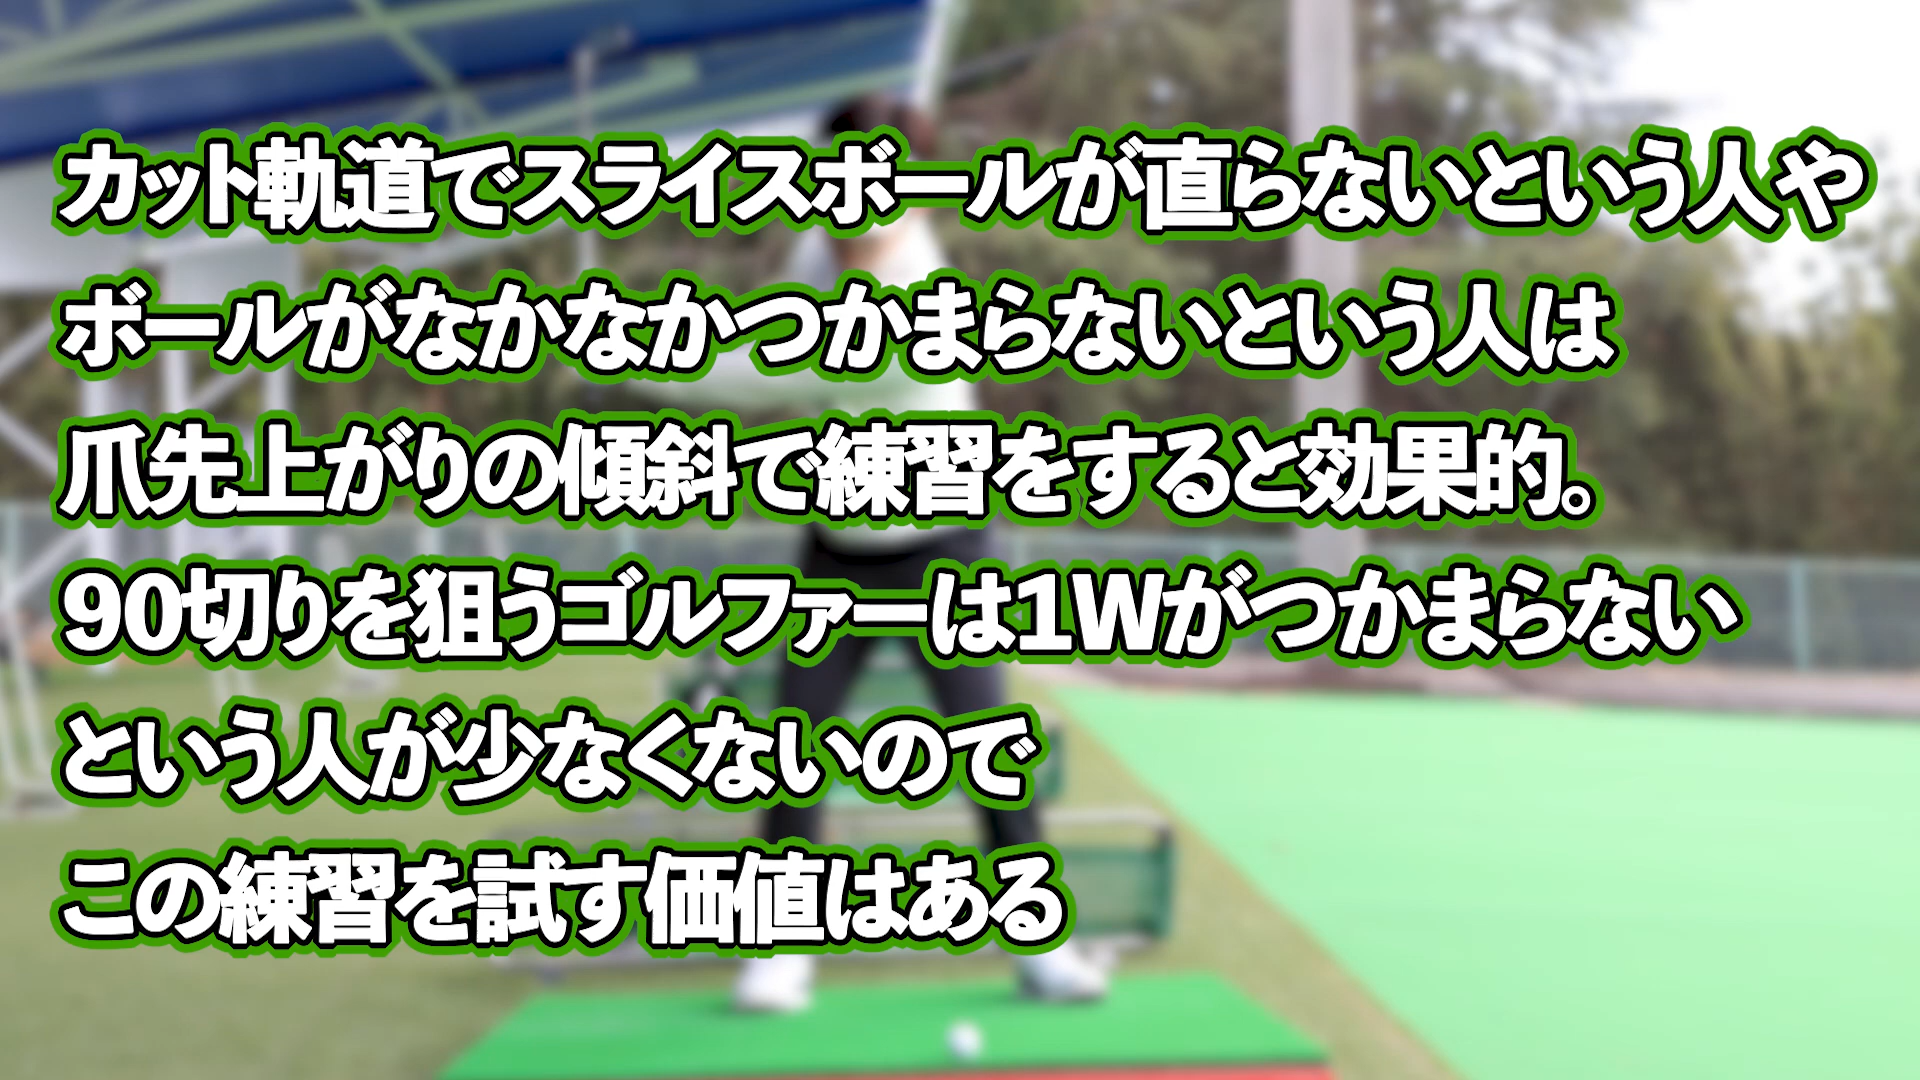 カット軌道でスライスボールが直らないという人や
ボールがなかなかつかまらないという人は
爪先上がりの傾斜で練習をすると効果的。
90切りを狙うゴルファーは1Wがつかまらない
という人が少なくないので
この練習を試す価値はある